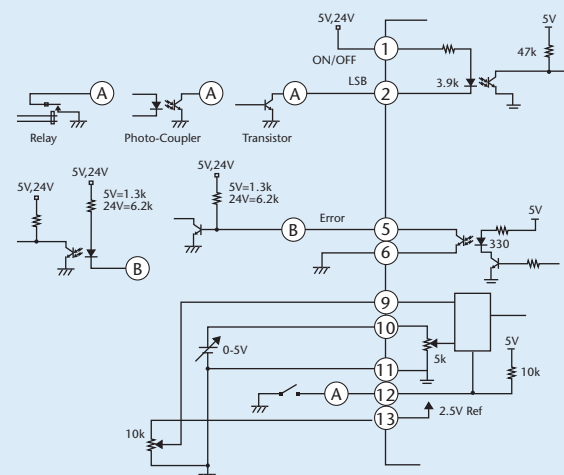 5V,24V
5V
1
ON/OFF
47k
LSB
3.9k
A
A
A
2
Relay
Photo-Coupler
Transistor
5V,24V
5V,24V
5V,24V
5V=1.3k
24V=6.2k
5V=1.3k
24V=6.2k
Error
B
5
5V
330
6
B
9
10
5V
0-5V
5k
10k
11
A
12
13
2.5V Ref
10k